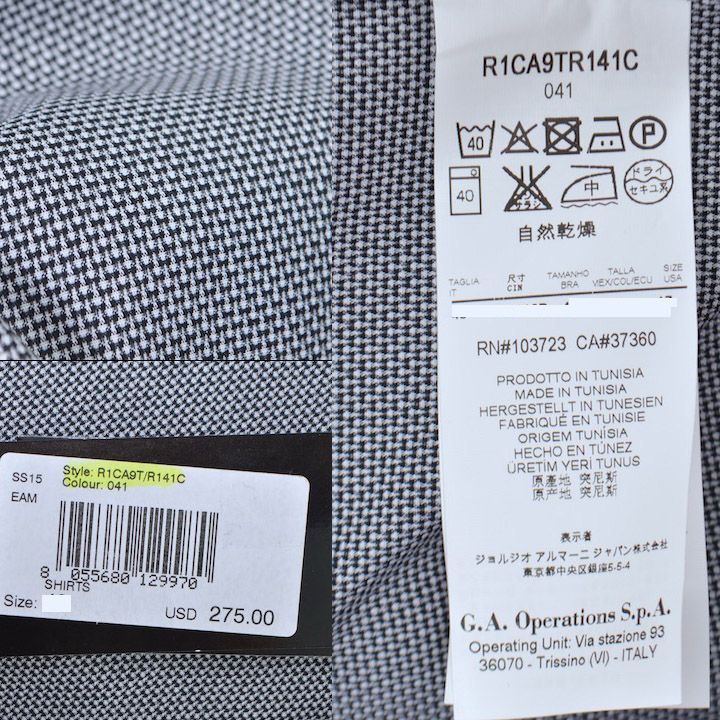 SS15
EAM
Style: R1CA9T/R141C
Colour: 041
8 055680 129970
SHIRTS
Size:
USD 275.00
R1CA9TR141C
041
40
P
40
サラシ
中
ドライ
セキユ系
自然乾燥
TAGLIA IT
尺寸 CIN
TAMANHO BRA
TALLA MEX/COL/ECU
SIZE USA
RN#103723 CA#37360
PRODOTTO IN TUNISIA
MADE IN TUNISIA
HERGESTELLT IN TUNESIEN
FABRIQUÉ EN TUNISIE
ORIGEM TUNÍSIA
HECHO EN TÚNEZ
ÜRETİM YERİ TUNUS
原產地 突尼斯
原产地 突尼斯
表示者
ジョルジオ アルマーニ ジャパン株式会社
東京都中央区銀座5-5-4
G.A. Operations S.p.A.
Operating Unit: Via stazione 93
36070 - Trissino (VI) - ITALY